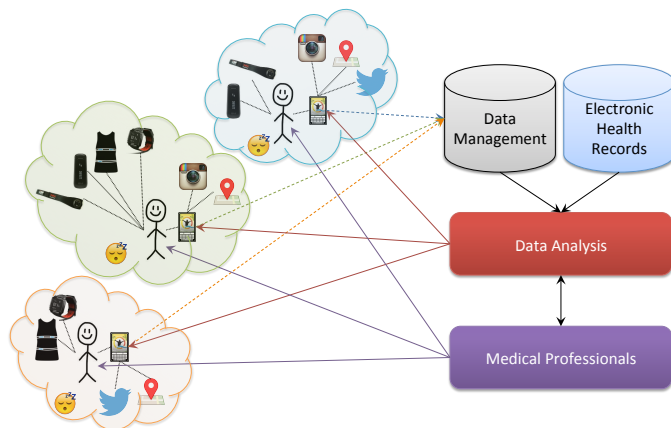 Data
Management
Electronic
Health
Records
Data Analysis
Medical Professionals